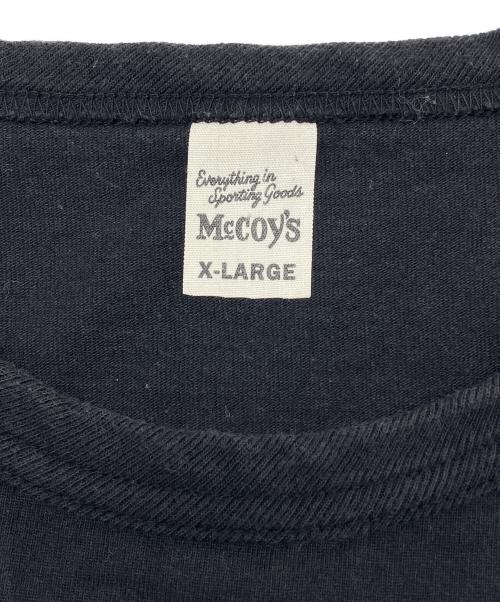 Everything in
Sporting Goods
McCoy's
X-LARGE